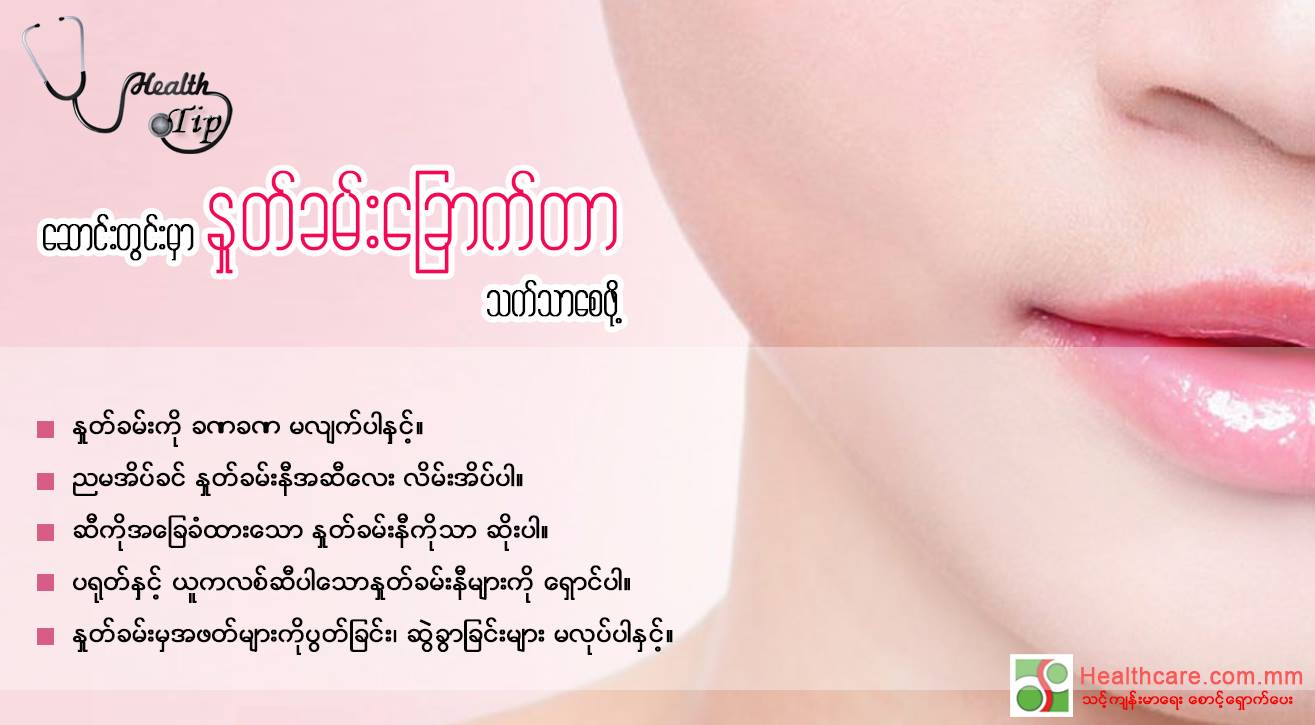 Health
Tip
ဆောင်းတွင်းမှာ နှုတ်ခမ်းခြောက်တာ
သက်သာစေဖို့
နှုတ်ခမ်းကို ခဏခဏ မလျက်ပါနှင့်။
ညမအိပ်ခင် နှုတ်ခမ်းနီအဆီလေး လိမ်းအိပ်ပါ။
ဆီကိုအခြေခံထားသော နှုတ်ခမ်းနီကိုသာ ဆိုးပါ။
ပရုတ်နှင့် ယူကလစ်ဆီပါသောနှုတ်ခမ်းနီများကို ရှောင်ပါ။
နှုတ်ခမ်းမှအဖတ်များကိုပွတ်ခြင်း၊ ဆွဲခွာခြင်းများ မလုပ်ပါနှင့်။
Healthcare.com.mm
သင့်ကျန်းမာရေး စောင့်ရှောက်ပေး